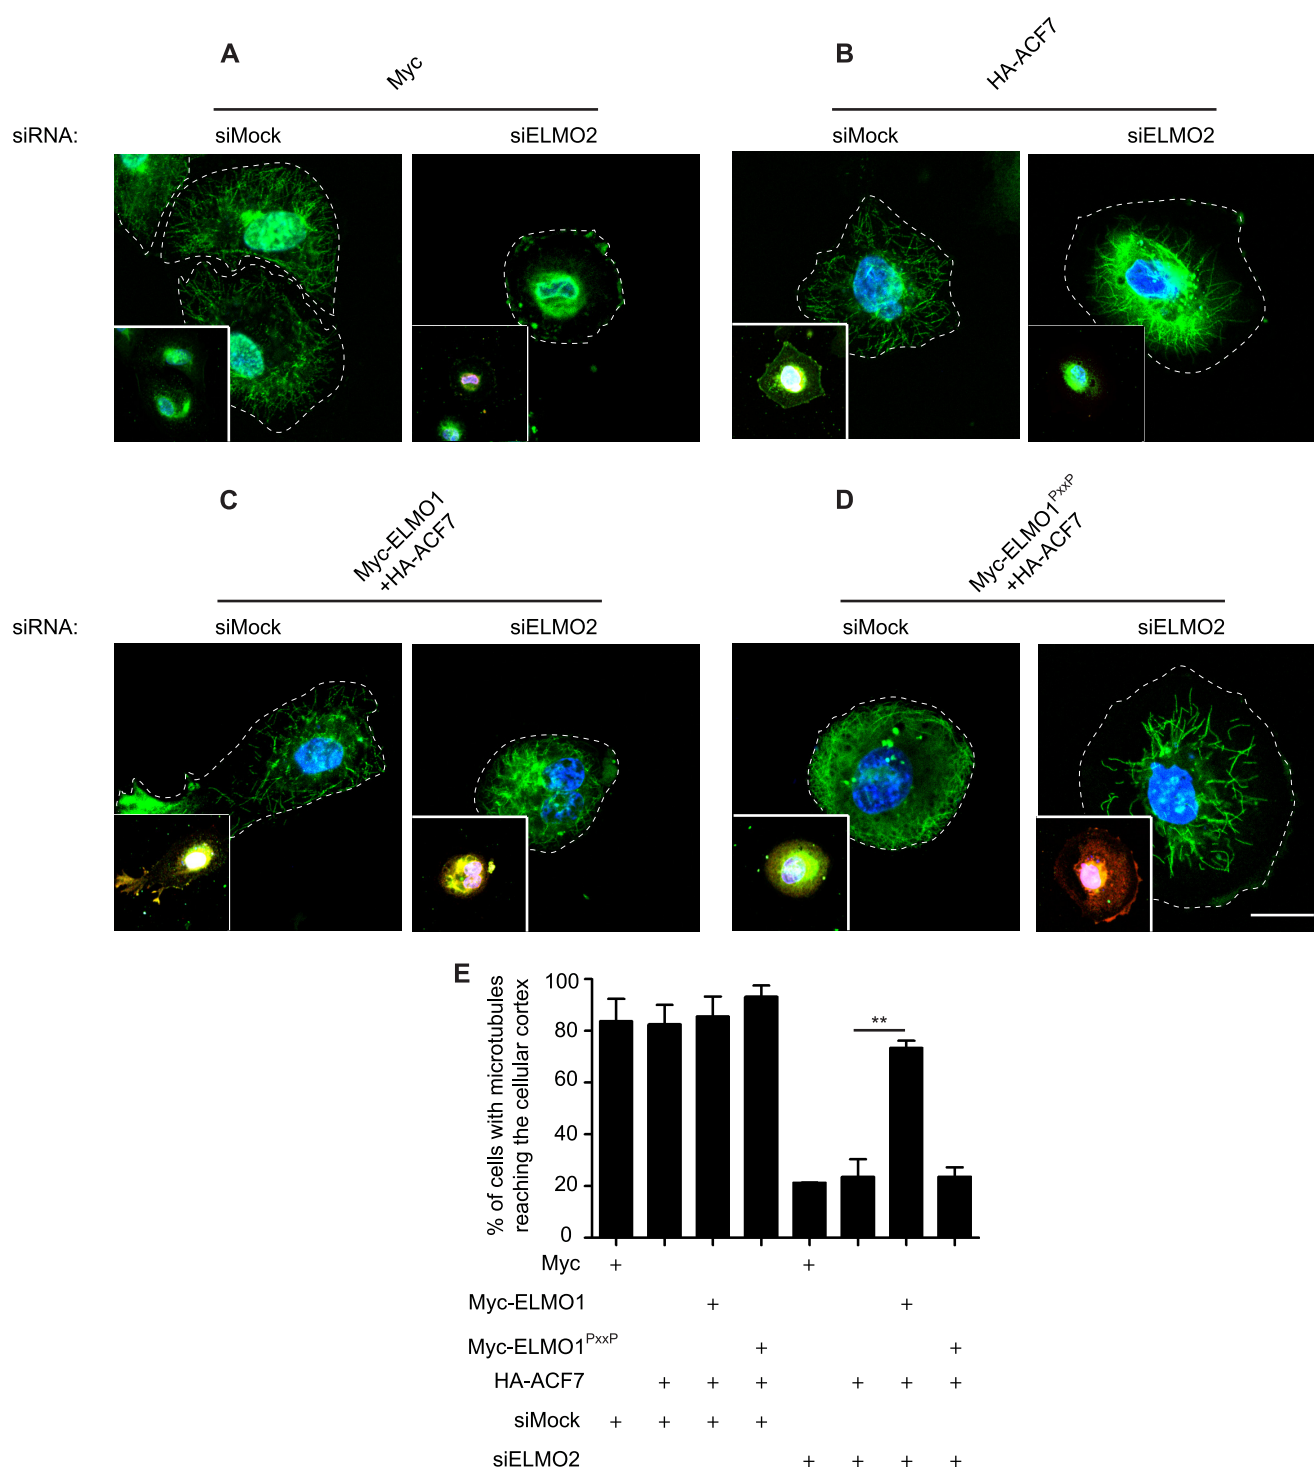 A
B
Myc
HA-ACF7
siRNA:
siMock
siELMO2
siMock
siELMO2
C
D
Myc-ELMO1
+HA-ACF7
Myc-ELMO1PxxP
+HA-ACF7
siRNA:
siMock
siELMO2
siMock
siELMO2
E
% of cells with microtubules
reaching the cellular cortex
100
80
60
40
20
0
**
Myc + +
Myc-ELMO1 + +
Myc-ELMO1PxxP + +
HA-ACF7 + + + + + +
siMock + + + +
siELMO2 + + + +